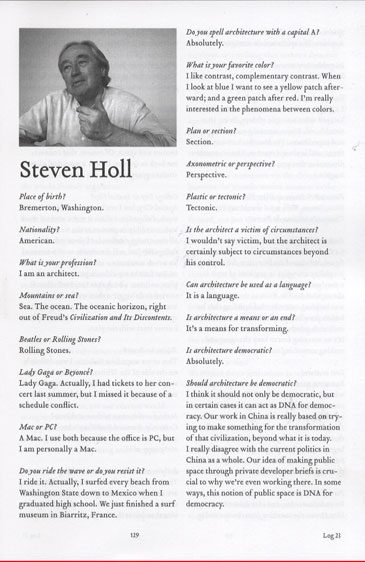 Steven Holl
Place of birth?
Bremerton, Washington.
Nationality?
American.
What is your profession?
I am an architect.
Mountains or sea?
Sea. The ocean. The oceanic horizon, right
out of Freud's Civilization and Its Discontents.
Beatles or Rolling Stones?
Rolling Stones.
Lady Gaga or Beyoncé?
Lady Gaga. Actually, I had tickets to her con-
cert last summer, but I missed it because of a
schedule conflict.
Mac or PC?
A Mac. I use both because the office is PC, but
I am personally a Mac.
Do you ride the wave or do you resist it?
I ride it. Actually, I surfed every beach from
Washington State down to Mexico when I
graduated high school. We just finished a surf
museum in Biarritz, France.
Do you spell architecture with a capital A?
Absolutely.
What is your favorite color?
I like contrast, complementary contrast. When
I look at blue I want to see a yellow patch after-
ward; and a green patch after red. I'm really
interested in the phenomena between colors.
Plan or section?
Section.
Axonometric or perspective?
Perspective.
Plastic or tectonic?
Tectonic.
Is the architect a victim of circumstances?
I wouldn't say victim, but the architect is
certainly subject to circumstances beyond
his control.
Can architecture be used as a language?
It is a language.
Is architecture a means or an end?
It's a means for transforming.
Is architecture democratic?
Absolutely.
Should architecture be democratic?
I think it should not only be democratic, but
in certain cases it can act as DNA for democ-
racy. Our work in China is really based on try-
ing to make something for the transformation
of that civilization, beyond what it is today.
I really disagree with the current politics in
China as a whole. Our idea of making public
space through private developer briefs is cru-
cial to why we're even working there. In some
ways, this notion of public space is DNA for
democracy.
129
Log 23